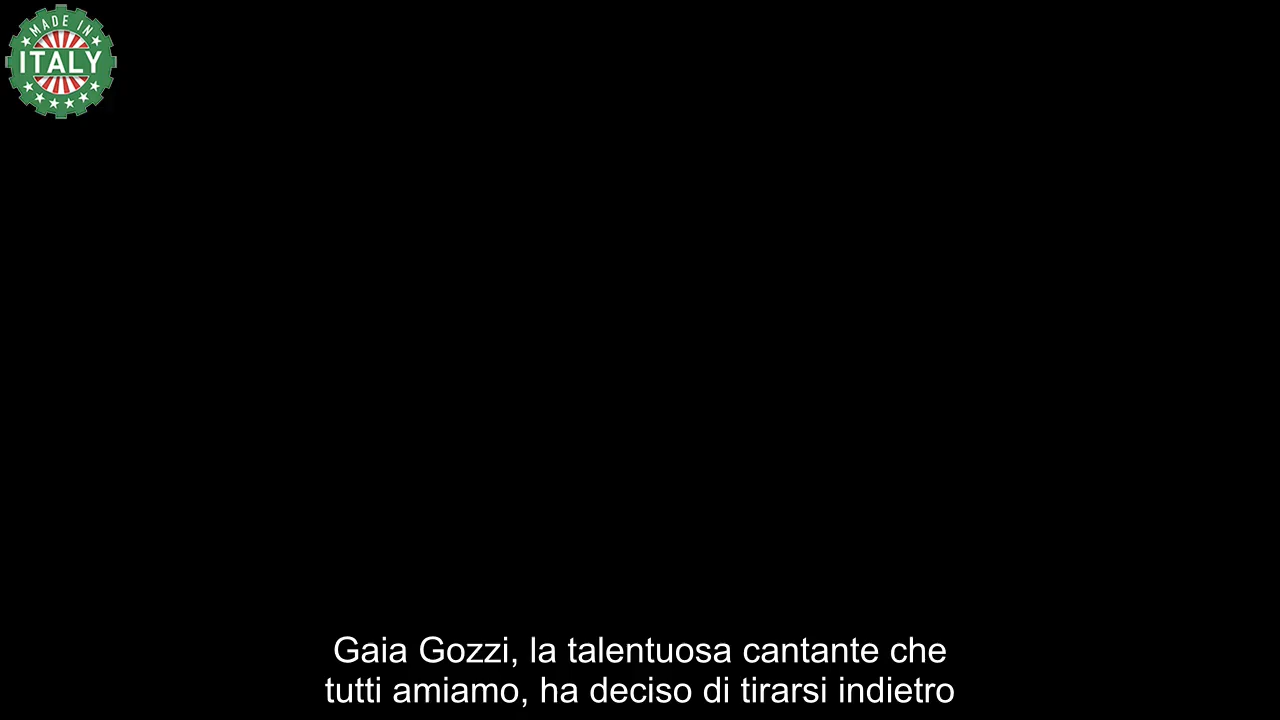 MADE IN
ITALY
Gaia Gozzi, la talentuosa cantante che
tutti amiamo, ha deciso di tirarsi indietro